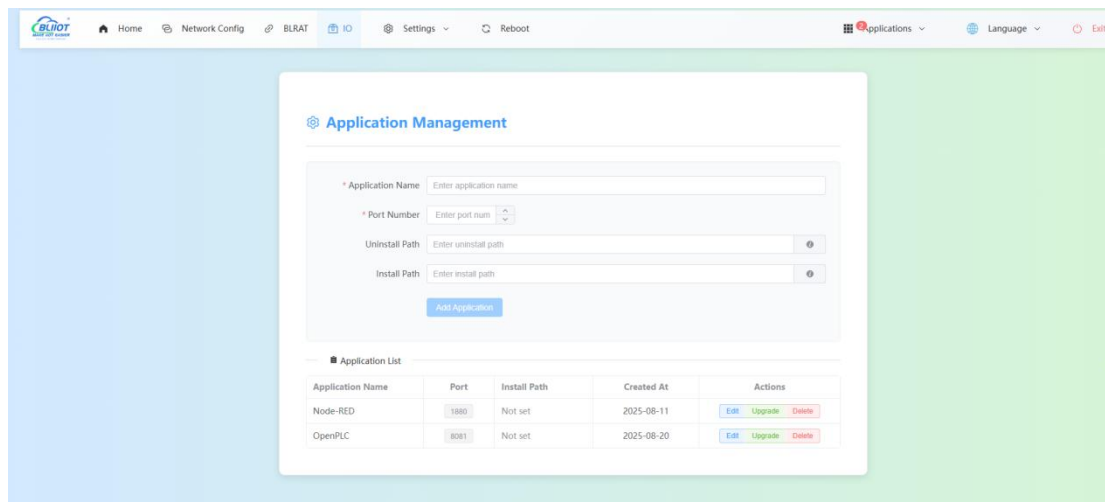 BLIIOT
Home Network Config BLRAT IO Settings Reboot 2 Applications Language Exit
Application Management
* Application Name Enter application name
* Port Number Enter port num
Uninstall Path Enter uninstall path
Install Path Enter install path
Add Application
Application List
Application Name Port Install Path Created At Actions
Node-RED 1880 Not set 2025-08-11 Edit Upgrade Delete
OpenPLC 8081 Not set 2025-08-20 Edit Upgrade Delete